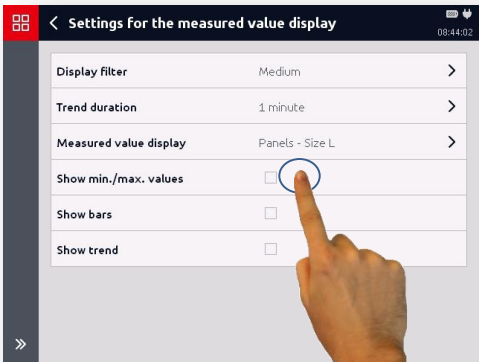 Settings for the measured value display
08:44:02
Display filter Medium
Trend duration 1 minute
Measured value display Panels - Size L
Show min./max. values
Show bars
Show trend